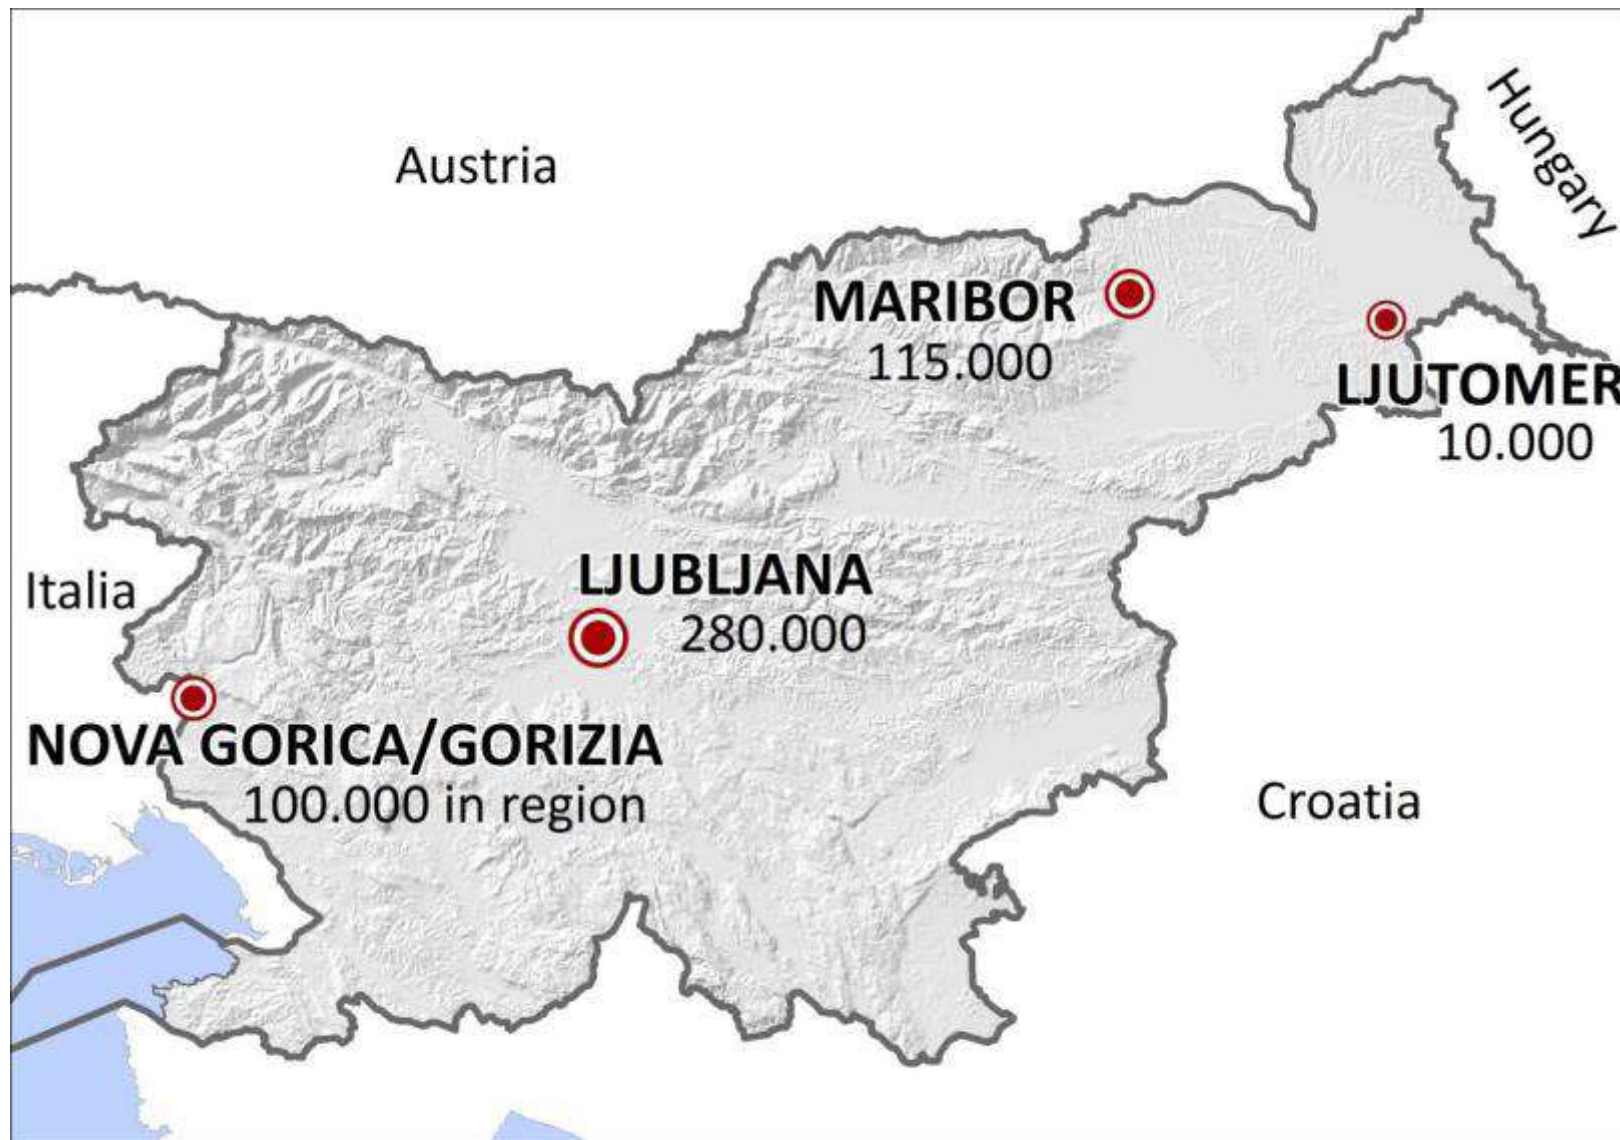 Austria
Hungary
MARIBOR
115.000
LJUTOMER
10.000
Italia
LJUBLJANA
280.000
NOVA GORICA/GORIZIA
100.000 in region
Croatia